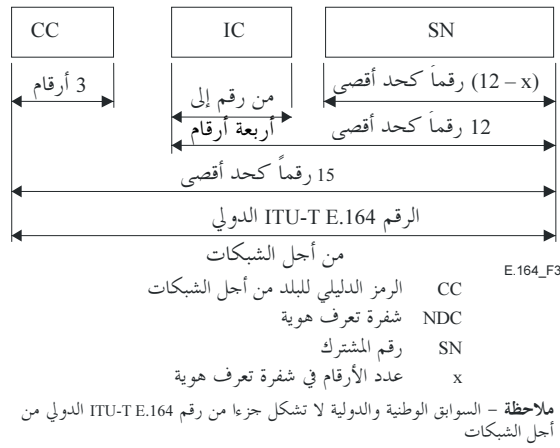 CC IC SN
3 أرقام
من رقم إلى
أربعة أرقام
(12 – x) رقماً كحد أقصى
12 رقماً كحد أقصى
15 رقماً كحد أقصى
الرقم ITU-T E.164 الدولي
من أجل الشبكات
E.164_F3
CC الرمز الدليلي للبلد من أجل الشبكات
NDC شفرة تعرف هوية
SN رقم المشترك
x عدد الأرقام في شفرة تعرف هوية
ملاحظة – السوابق الوطنية والدولية لا تشكل جزءا من رقم ITU-T E.164 الدولي من
أجل الشبكات